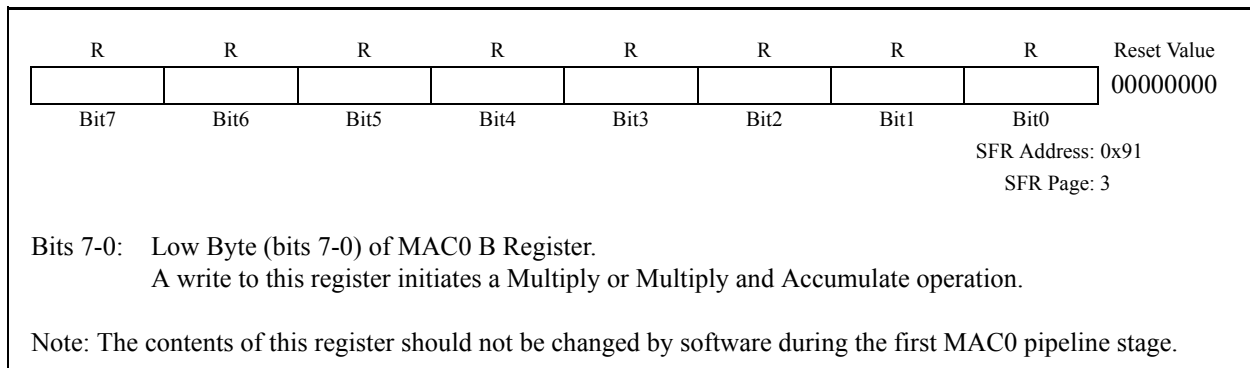 R R R R R R R R Reset Value
00000000
Bit7 Bit6 Bit5 Bit4 Bit3 Bit2 Bit1 Bit0
SFR Address: 0x91
SFR Page: 3
Bits 7-0: Low Byte (bits 7-0) of MAC0 B Register.
A write to this register initiates a Multiply or Multiply and Accumulate operation.
Note: The contents of this register should not be changed by software during the first MAC0 pipeline stage.